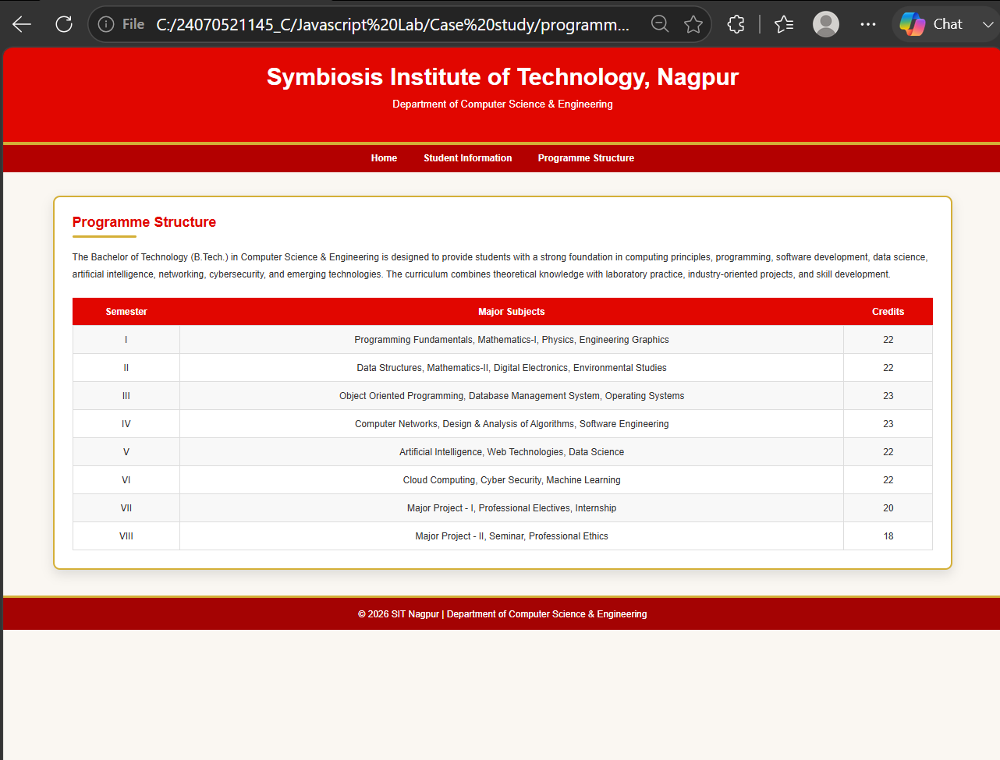 File C:/24070521145_C/Javascript%20Lab/Case%20study/programm... Chat
Symbiosis Institute of Technology, Nagpur
Department of Computer Science & Engineering
Home Student Information Programme Structure
Programme Structure
The Bachelor of Technology (B.Tech.) in Computer Science & Engineering is designed to provide students with a strong foundation in computing principles, programming, software development, data science,
artificial intelligence, networking, cybersecurity, and emerging technologies. The curriculum combines theoretical knowledge with laboratory practice, industry-oriented projects, and skill development.
Semester Major Subjects Credits
I Programming Fundamentals, Mathematics-I, Physics, Engineering Graphics 22
II Data Structures, Mathematics-II, Digital Electronics, Environmental Studies 22
III Object Oriented Programming, Database Management System, Operating Systems 23
IV Computer Networks, Design & Analysis of Algorithms, Software Engineering 23
V Artificial Intelligence, Web Technologies, Data Science 22
VI Cloud Computing, Cyber Security, Machine Learning 22
VII Major Project - I, Professional Electives, Internship 20
VIII Major Project - II, Seminar, Professional Ethics 18
© 2026 SIT Nagpur | Department of Computer Science & Engineering